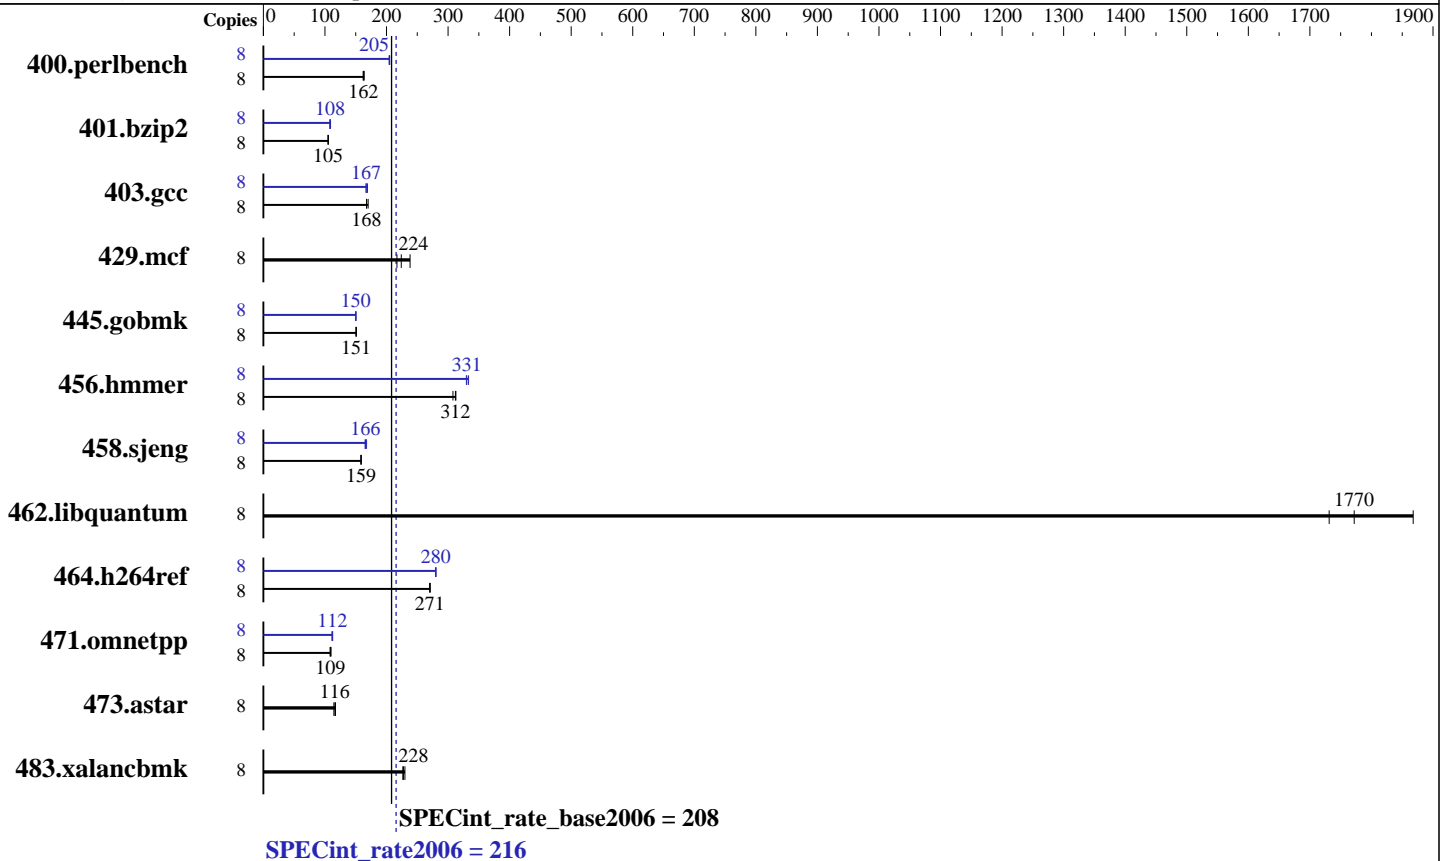 Copies 0 100 200 300 400 500 600 700 800 900 1000 1100 1200 1300 1400 1500 1600 1700 1900
400.perlbench 8 205
8 162
401.bzip2 8 108
8 105
403.gcc 8 167
8 168
429.mcf 8 224
445.gobmk 8 150
8 151
456.hmmer 8 331
8 312
458.sjeng 8 166
8 159
462.libquantum 8 1770
464.h264ref 8 280
8 271
471.omnetpp 8 112
8 109
473.astar 8 116
483.xalancbmk 8 228
SPECint_rate_base2006 = 208
SPECint_rate2006 = 216